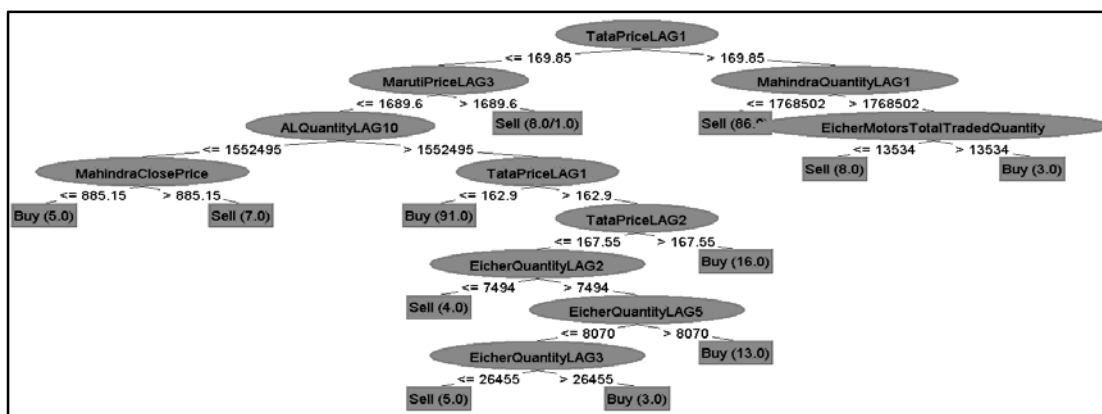 TataPriceLAG1
<= 169.85 > 169.85
MarutiPriceLAG3 MahindraQuantityLAG1
<= 1689.6 > 1689.6 <= 1768502 > 1768502
ALQuantityLAG10 Sell (8.0/1.0) Sell (86. EicherMotorsTotalTradedQuantity
<= 1552495 > 1552495 <= 13534 > 13534
MahindraClosePrice TataPriceLAG1 Sell (8.0) Buy (3.0)
<= 885.15 > 885.15 <= 162.9 > 162.9
Buy (5.0) Sell (7.0) Buy (91.0) TataPriceLAG2
<= 167.55 > 167.55
EicherQuantityLAG2 Buy (16.0)
<= 7494 > 7494
Sell (4.0) EicherQuantityLAG5
<= 8070 > 8070
EicherQuantityLAG3 Buy (13.0)
<= 26455 > 26455
Sell (5.0) Buy (3.0)